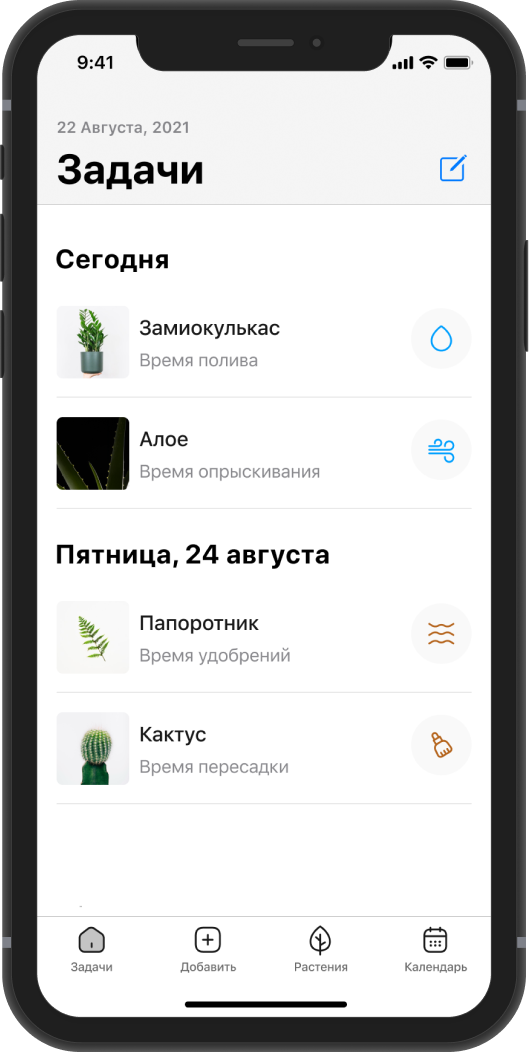 9:41
22 Августа, 2021
Задачи
Сегодня
Замиокулькас
Время полива
Алое
Время опрыскивания
Пятница, 24 августа
Папоротник
Время удобрений
Кактус
Время пересадки
Задачи
Добавить
Растения
Календарь